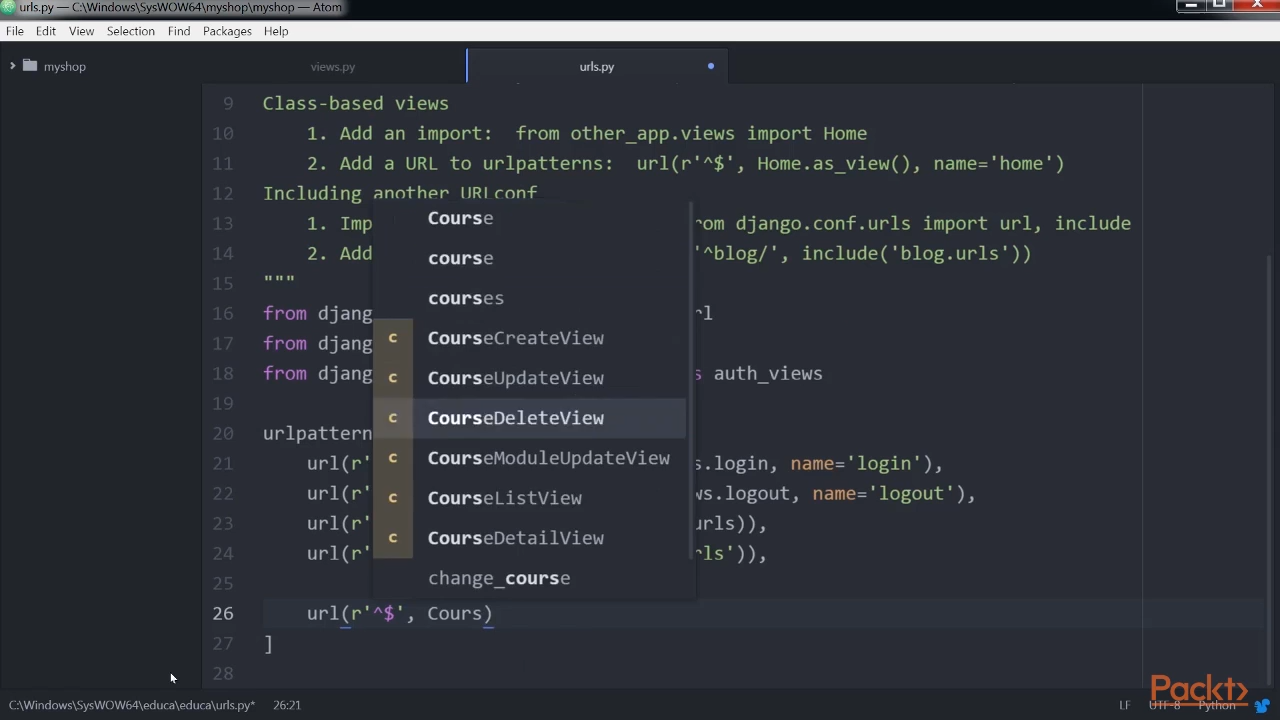 urls.py — C:\Windows\SysWOW64\myshop\myshop — Atom
File Edit View Selection Find Packages Help
myshop views.py urls.py
9 Class-based views
10 1. Add an import: from other_app.views import Home
11 2. Add a URL to urlpatterns: url(r'^$', Home.as_view(), name='home')
12 Including another URLconf
13 1. Imp om django.conf.urls import url, include
14 2. Add '^blog/', include('blog.urls'))
15 """
16 from djang rl
17 from djang
18 from djang s auth_views
19
20 urlpattern
21 url(r' s.login, name='login'),
22 url(r' ws.logout, name='logout'),
23 url(r' urls)),
24 url(r' rls')),
25
26 url(r'^$', Cours)
27 ]
28
Course
course
courses
c CourseCreateView
c CourseUpdateView
c CourseDeleteView
c CourseModuleUpdateView
c CourseListView
c CourseDetailView
change_course
Packt>
C:\Windows\SysWOW64\educa\educa\urls.py* 26:21 LF UTF-8 Python